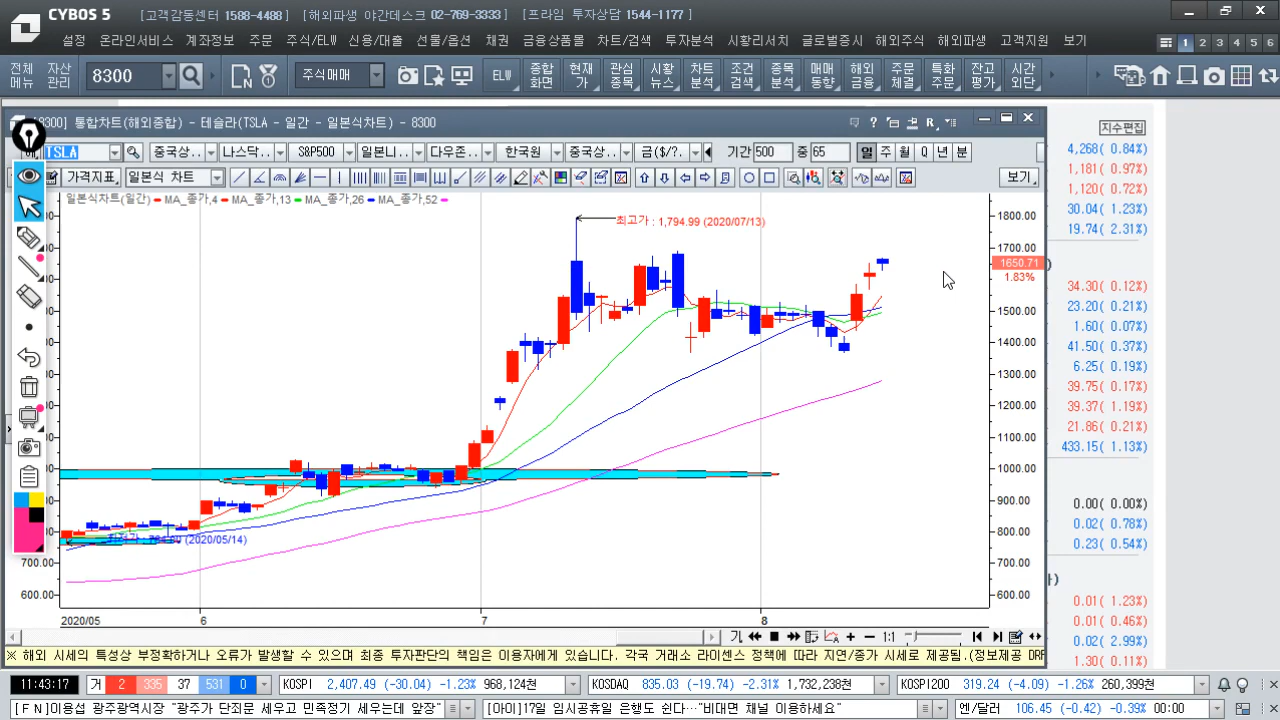 CYBOS 5 [고객감동센터 1588-4488] [해외파생 야간데스크 02-769-3333] [프라임 투자상담 1544-1177]
설정 온라인서비스 계좌정보 주문 주식/ELW 신용/대출 선물/옵션 채권 금융상품몰 차트/검색 투자분석 시황리서치 글로벌증시 해외주식 해외파생 고객지원 보기 1 2 3 4 5 6
전체메뉴 자산관리 8300 주식매매 ELW 종합화면 현재가 관심종목 시황뉴스 차트분석 조건검색 종목분석 매매동향 해외금융 주문체결 특화주문 잔고평가 시간외단
[8300] 통합차트(해외종합) - 테슬라(TSLA - 일간 - 일본식차트) - 8300
지수편집
TSLA 중국상.. 나스닥.. S&P500 일본니.. 다우존.. 한국원 중국상.. 금($/?. 기간 500 중 65 일 주 월 Q 년 분
가격지표 일본식 차트 보기
일본식차트(일간) MA_종가,4 MA_종가,13 MA_종가,26 MA_종가,52
최고가 : 1,794.99 (2020/07/13)
1800.00
1700.00
1650.71
1.83%
1500.00
1400.00
1300.00
1200.00
1100.00
1000.00
900.00
800.00
700.00
600.00
(2020/05/14)
700.00
600.00
2020/05 6 7 8
1:1
4,268 ( 0.84%)
1,181 ( 0.97%)
1,120 ( 0.72%)
30.04 ( 1.23%)
19.74 ( 2.31%)
34.30 ( 0.12%)
23.20 ( 0.21%)
1.60 ( 0.07%)
41.50 ( 0.37%)
6.25 ( 0.19%)
39.75 ( 0.17%)
39.37 ( 1.19%)
21.86 ( 0.21%)
433.15 ( 1.13%)
0.00 ( 0.00%)
0.02 ( 0.78%)
0.23 ( 0.54%)
0.01 ( 1.23%)
0.01 ( 0.46%)
0.02 ( 2.99%)
1.30 ( 0.11%)
※ 해외 시세의 특성상 부정확하거나 오류가 발생할 수 있으며 최종 투자판단의 책임은 이용자에게 있습니다. 각국 거래소 라이센스 정책에 따라 지연/종가 시세로 제공됨.(정보제공
11:43:17 거 2 335 37 531 0 KOSPI 2,407.49 (-30.04) -1.23% 968,124천 KOSDAQ 835.03 (-19.74) -2.31% 1,732,238천 KOSPI200 319.24 (-4.09) -1.26% 260,399천
[FN]이용섭 광주광역시장 "광주가 단죄문 세우고 민족정기 세우는데 앞장" [아이]17일 임시공휴일 은행도 쉰다…"비대면 채널 이용하세요" 엔/달러 106.45 (-0.42) -0.39% 00:00